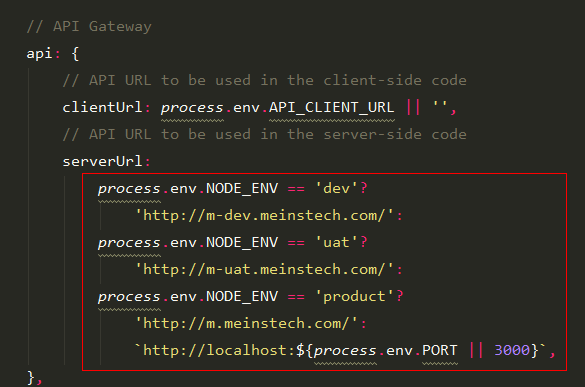 // API Gateway
api: {
// API URL to be used in the client-side code
clientUrl: process.env.API_CLIENT_URL || '',
// API URL to be used in the server-side code
serverUrl:
process.env.NODE_ENV == 'dev'?
'http://m-dev.meinstech.com/':
process.env.NODE_ENV == 'uat'?
'http://m-uat.meinstech.com/':
process.env.NODE_ENV == 'product'?
'http://m.meinstech.com/':
`http://localhost:${process.env.PORT || 3000}`,
},